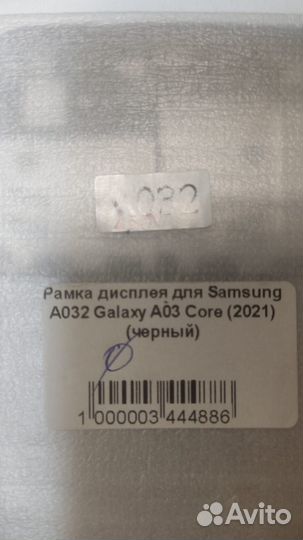 A032
Рамка дисплея для Samsung
A032 Galaxy A03 Core (2021)
(черный)
1 000003 444886
Avito